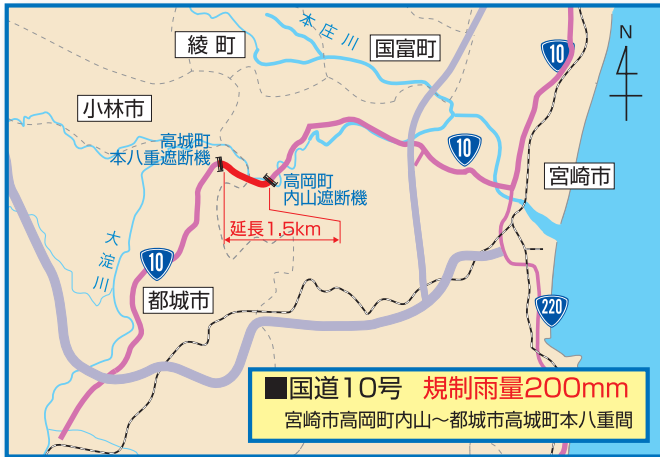 本庄川
綾町
国富町
N
10
小林市
高城町
本八重遮断機
10
宮崎市
高岡町
内山遮断機
延長1.5km
大淀川
10
都城市
220
■国道10号 規制雨量200mm
宮崎市高岡町内山～都城市高城町本八重間